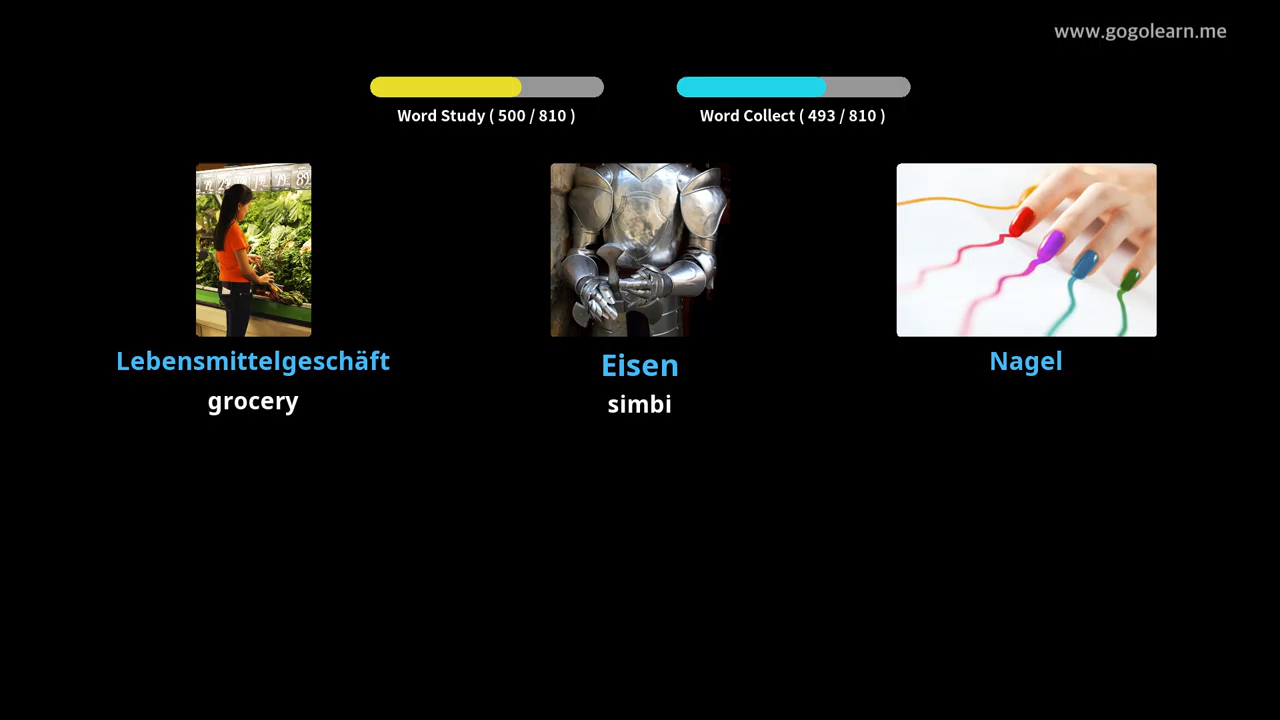 www.gogolearn.me
Word Study ( 500 / 810 )
Word Collect ( 493 / 810 )
Lebensmittelgeschäft
Eisen
Nagel
grocery
simbi